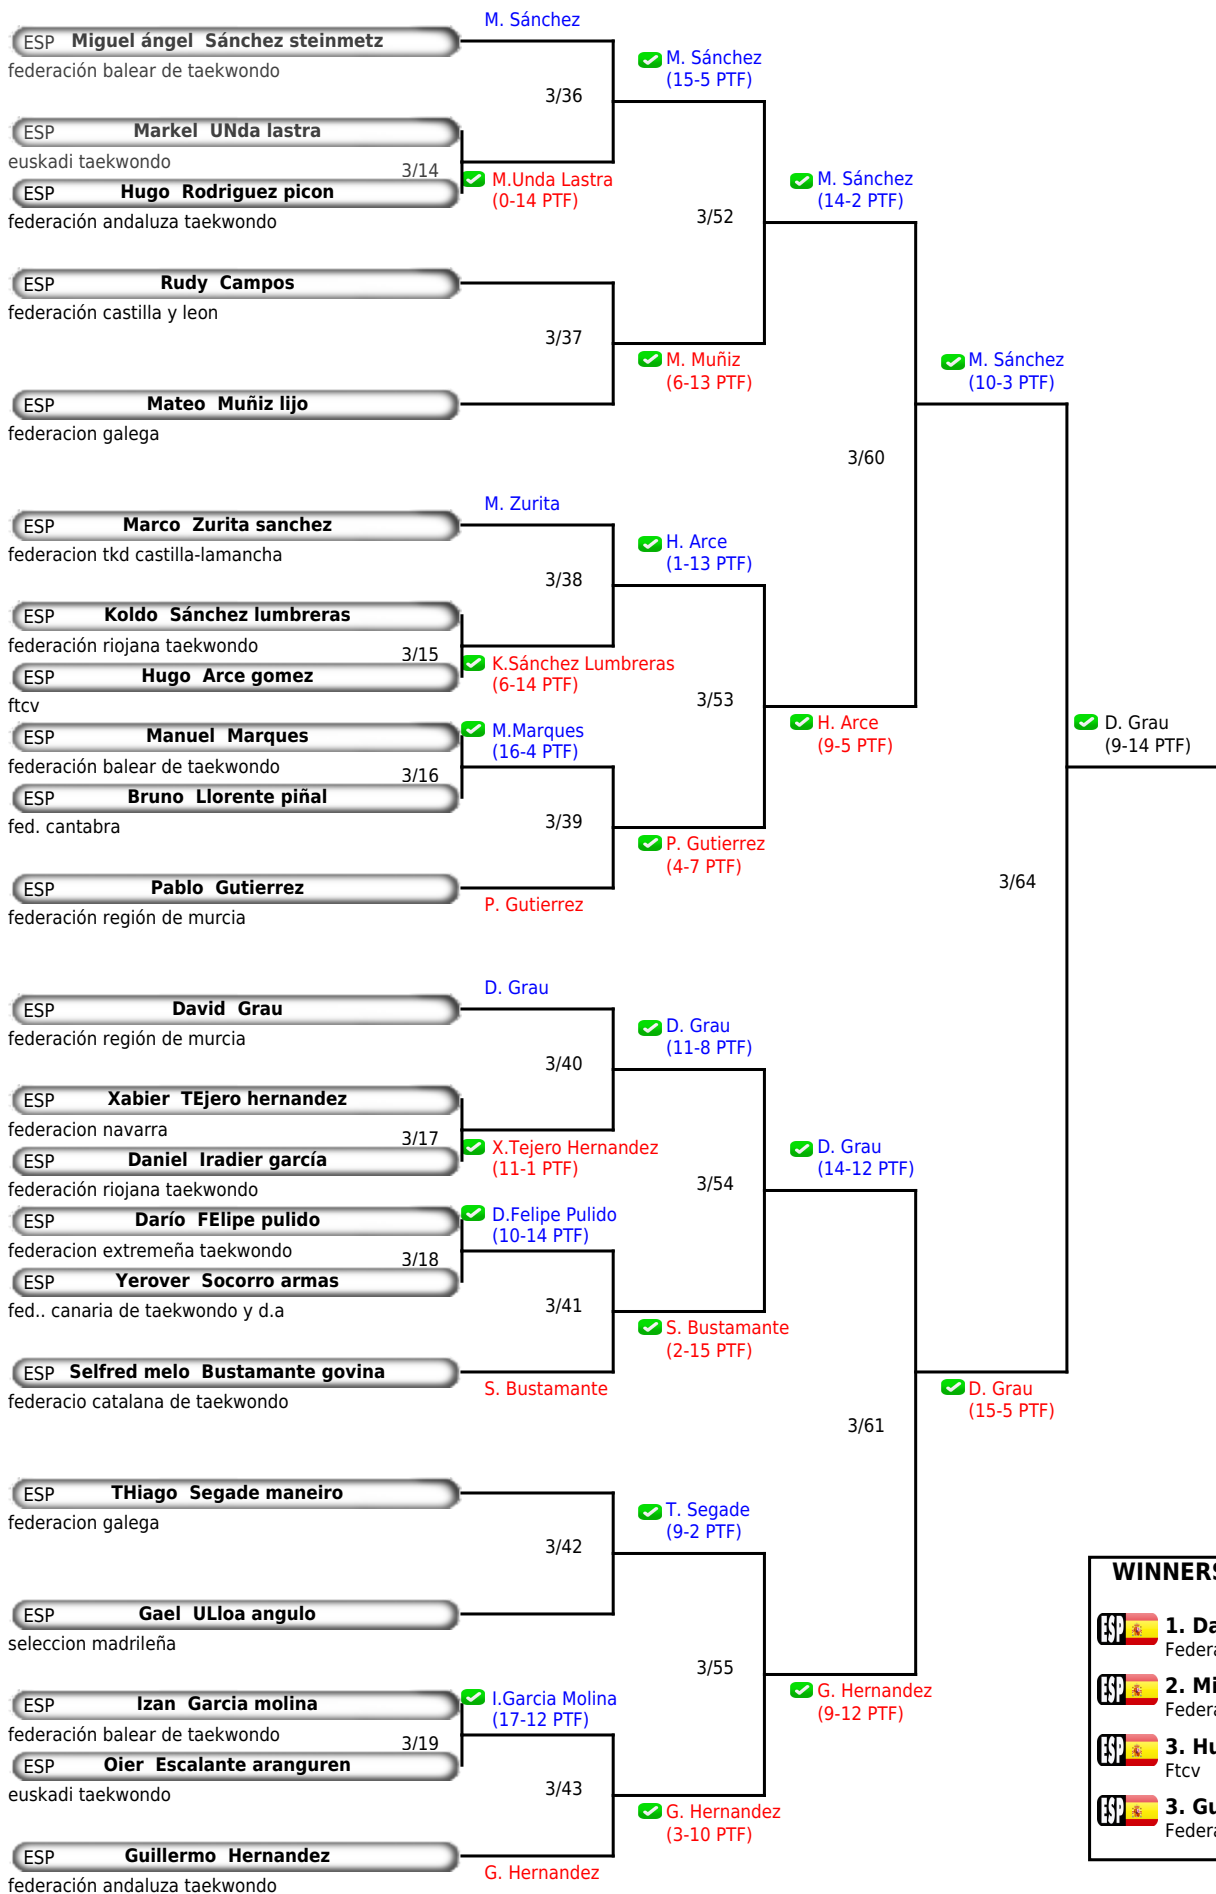 M. Sánchez
ESP Miguel ángel Sánchez steinmetz
federación balear de taekwondo
M. Sánchez
(15-5 PTF)
3/36
ESP Markel UNda lastra
euskadi taekwondo
3/14
ESP Hugo Rodriguez picon
federación andaluza taekwondo
M.Unda Lastra
(0-14 PTF)
M. Sánchez
(14-2 PTF)
3/52
ESP Rudy Campos
federación castilla y leon
3/37
M. Muñiz
(6-13 PTF)
M. Sánchez
(10-3 PTF)
ESP Mateo Muñiz lijo
federacion galega
3/60
M. Zurita
ESP Marco Zurita sanchez
federacion tkd castilla-lamancha
H. Arce
(1-13 PTF)
3/38
ESP Koldo Sánchez lumbreras
federación riojana taekwondo
3/15
ESP Hugo Arce gomez
ftcv
K.Sánchez Lumbreras
(6-14 PTF)
3/53
ESP Manuel Marques
federación balear de taekwondo
M.Marques
(16-4 PTF)
H. Arce
(9-5 PTF)
D. Grau
(9-14 PTF)
3/16
ESP Bruno Llorente piñal
fed. cantabra
3/39
P. Gutierrez
(4-7 PTF)
ESP Pablo Gutierrez
federación región de murcia
P. Gutierrez
3/64
D. Grau
ESP David Grau
federación región de murcia
D. Grau
(11-8 PTF)
3/40
ESP Xabier TEjero hernandez
federacion navarra
3/17
ESP Daniel Iradier garcía
federación riojana taekwondo
X.Tejero Hernandez
(11-1 PTF)
D. Grau
(14-12 PTF)
3/54
ESP Darío FElipe pulido
federacion extremeña taekwondo
D.Felipe Pulido
(10-14 PTF)
3/18
ESP Yerover Socorro armas
fed.. canaria de taekwondo y d.a
3/41
S. Bustamante
(2-15 PTF)
ESP Selfred melo Bustamante govina
federacio catalana de taekwondo
S. Bustamante
D. Grau
(15-5 PTF)
3/61
ESP THiago Segade maneiro
federacion galega
T. Segade
(9-2 PTF)
3/42
ESP Gael ULloa angulo
seleccion madrileña
3/55
ESP Izan Garcia molina
federación balear de taekwondo
I.Garcia Molina
(17-12 PTF)
G. Hernandez
(9-12 PTF)
3/19
ESP Oier Escalante aranguren
euskadi taekwondo
3/43
G. Hernandez
(3-10 PTF)
ESP Guillermo Hernandez
federación andaluza taekwondo
G. Hernandez
WINNERS
ESP 1. Da
Federa
ESP 2. Mi
Federa
ESP 3. Hu
Ftcv
ESP 3. Gu
Federa